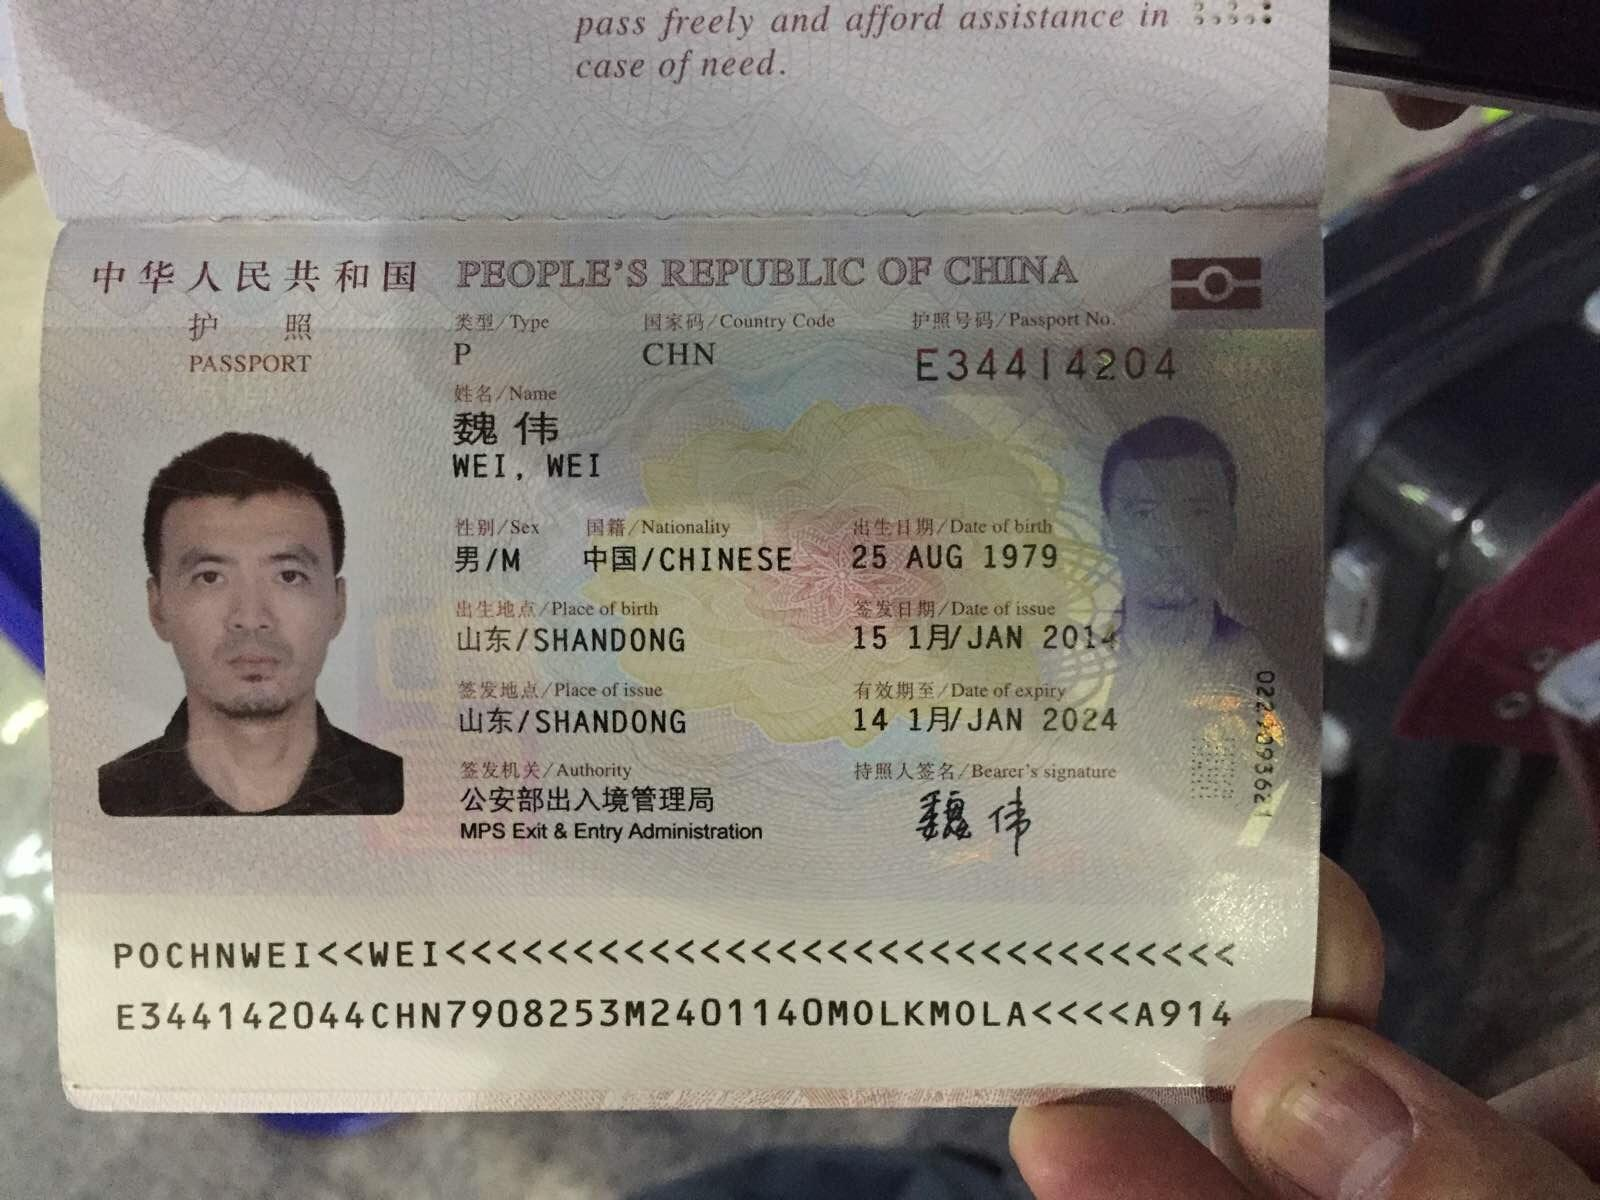 pass freely and afford assistance in
case of need.
中华人民共和国 PEOPLE'S REPUBLIC OF CHINA
护 照
PASSPORT
类型/Type 国家码/Country Code 护照号码/Passport No.
P CHN E34414204
姓名/Name
魏 伟
WEI, WEI
性别/Sex 国籍/Nationality 出生日期/Date of birth
男/M 中国/CHINESE 25 AUG 1979
出生地点/Place of birth 签发日期/Date of issue
山东/SHANDONG 15 1月/JAN 2014
签发地点/Place of issue 有效期至/Date of expiry
山东/SHANDONG 14 1月/JAN 2024
签发机关/Authority 持照人签名/Bearer's signature
公安部出入境管理局 魏伟
MPS Exit & Entry Administration
POCHNWEI<<WEI<<<<<<<<<<<<<<<<<<<<<<<<<<<<<<<
E344142044CHN7908253M2401140MOLKMOLA<<<<A914